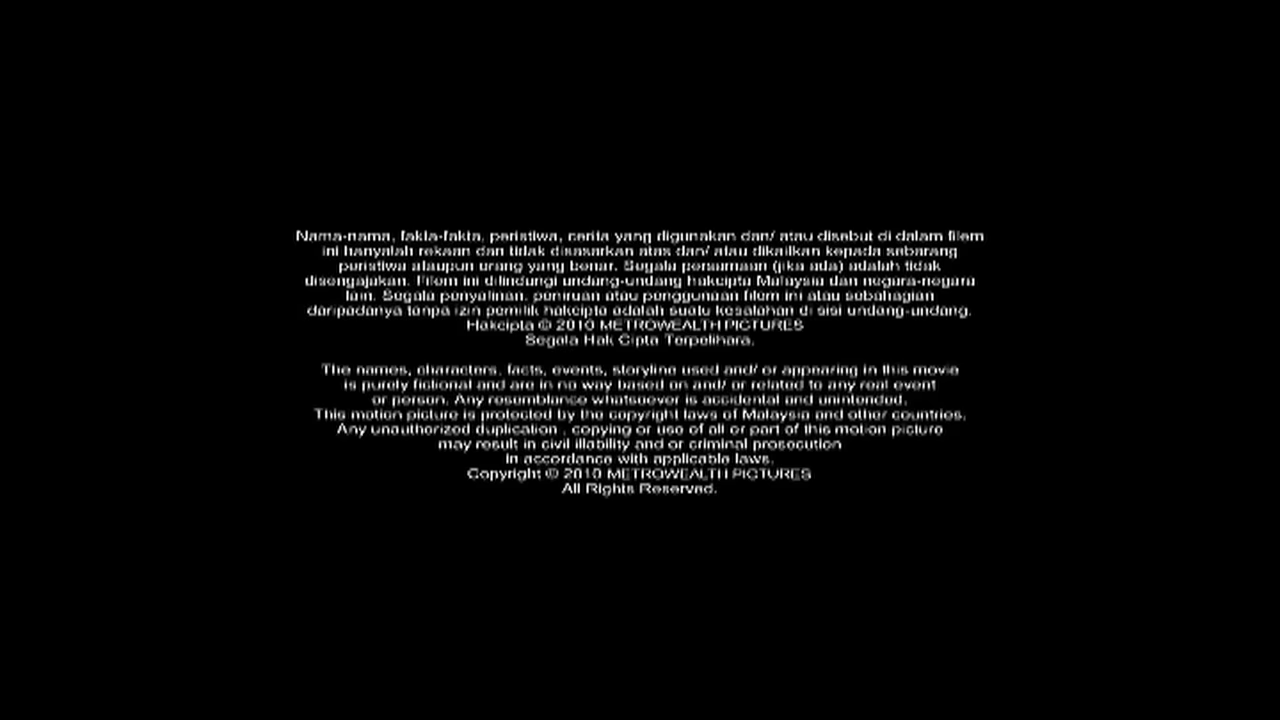 Nama-nama, fakta-fakta, peristiwa, cerita yang digunakan dan/ atau disebut di dalam filem
ini hanyalah rekaan dan tidak disasarkan atas dan/ atau dikaitkan kepada sebarang
peristiwa ataupun orang yang benar. Segala persamaan (jika ada) adalah tidak
disengajakan. Filem ini dilindungi undang-undang hakcipta Malaysia dan negara-negara
lain. Segala penyalinan, peniruan atau penggunaan filem ini atau sebahagian
daripadanya tanpa izin pemilik hakcipta adalah suatu kesalahan di sisi undang-undang.
Hakcipta © 2010 METROWEALTH PICTURES
Segala Hak Cipta Terpelihara.
The names, characters, facts, events, storyline used and/ or appearing in this movie
is purely fictional and are in no way based on and/ or related to any real event
or person. Any resemblance whatsoever is accidental and unintended.
This motion picture is protected by the copyright laws of Malaysia and other countries.
Any unauthorized duplication , copying or use of all or part of this motion picture
may result in civil illability and or criminal prosecution
in accordance with applicable laws.
Copyright © 2010 METROWEALTH PICTURES
All Rights Reserved.